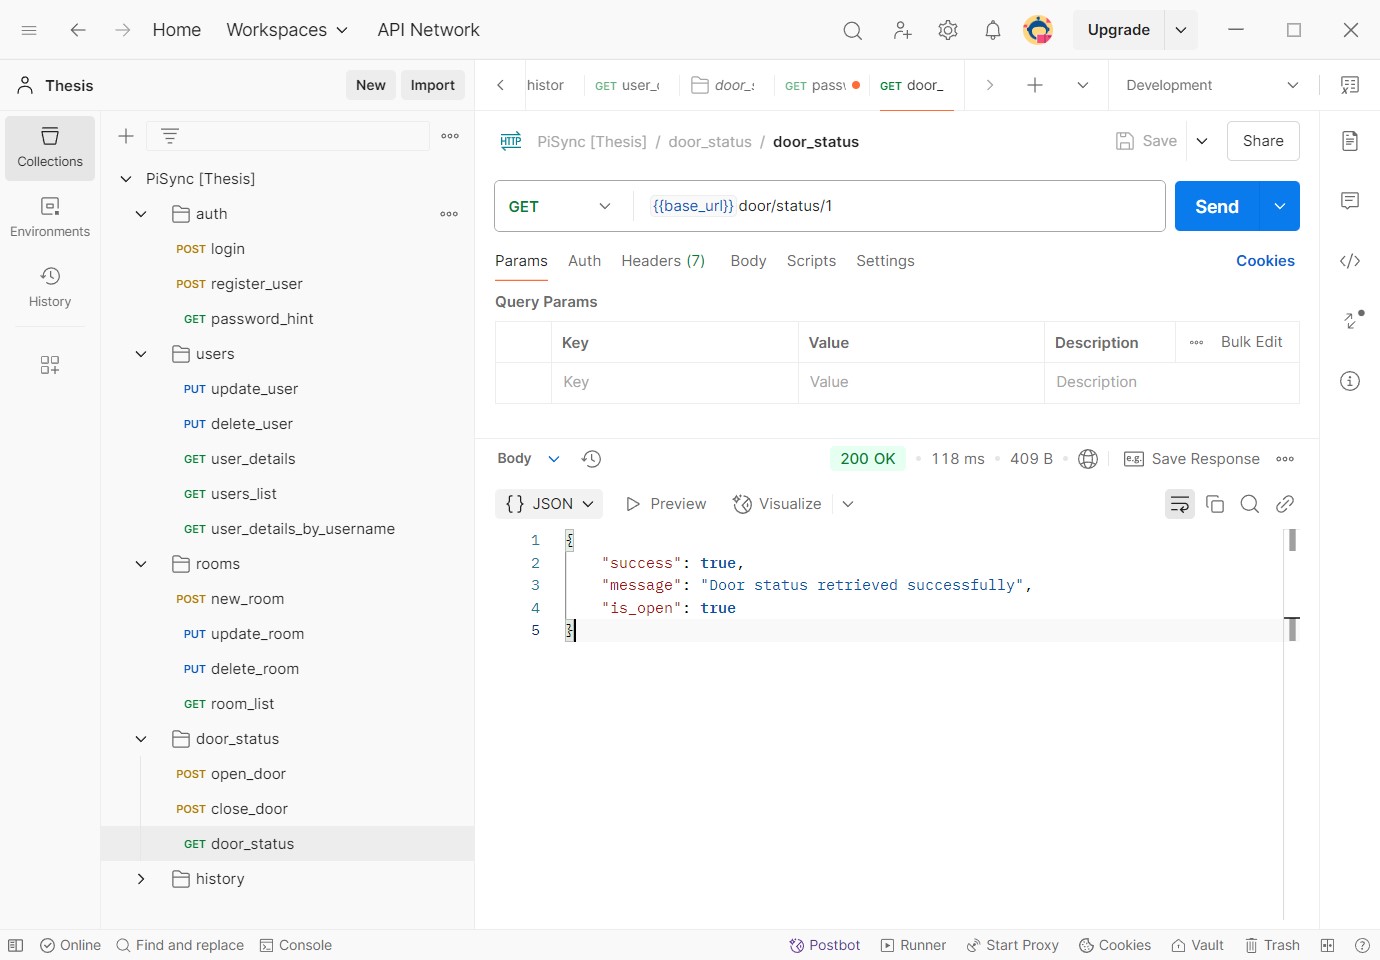 Home Workspaces API Network Upgrade
Thesis New Import
histor GET user_ door_ GET pass GET door_ Development
Collections
Environments
History
PiSync [Thesis]
auth
POST login
POST register_user
GET password_hint
users
PUT update_user
PUT delete_user
GET user_details
GET users_list
GET user_details_by_username
rooms
POST new_room
PUT update_room
PUT delete_room
GET room_list
door_status
POST open_door
POST close_door
GET door_status
history
HTTP PiSync [Thesis] / door_status / door_status Save Share
GET {{base_url}} door/status/1 Send
Params Auth Headers (7) Body Scripts Settings Cookies
Query Params
Key Value Description Bulk Edit
Key Value Description
Body 200 OK 118 ms 409 B e.g. Save Response
{} JSON Preview Visualize
1 {
2 "success": true,
3 "message": "Door status retrieved successfully",
4 "is_open": true
5 }
Online Find and replace Console Postbot Runner Start Proxy Cookies Vault Trash